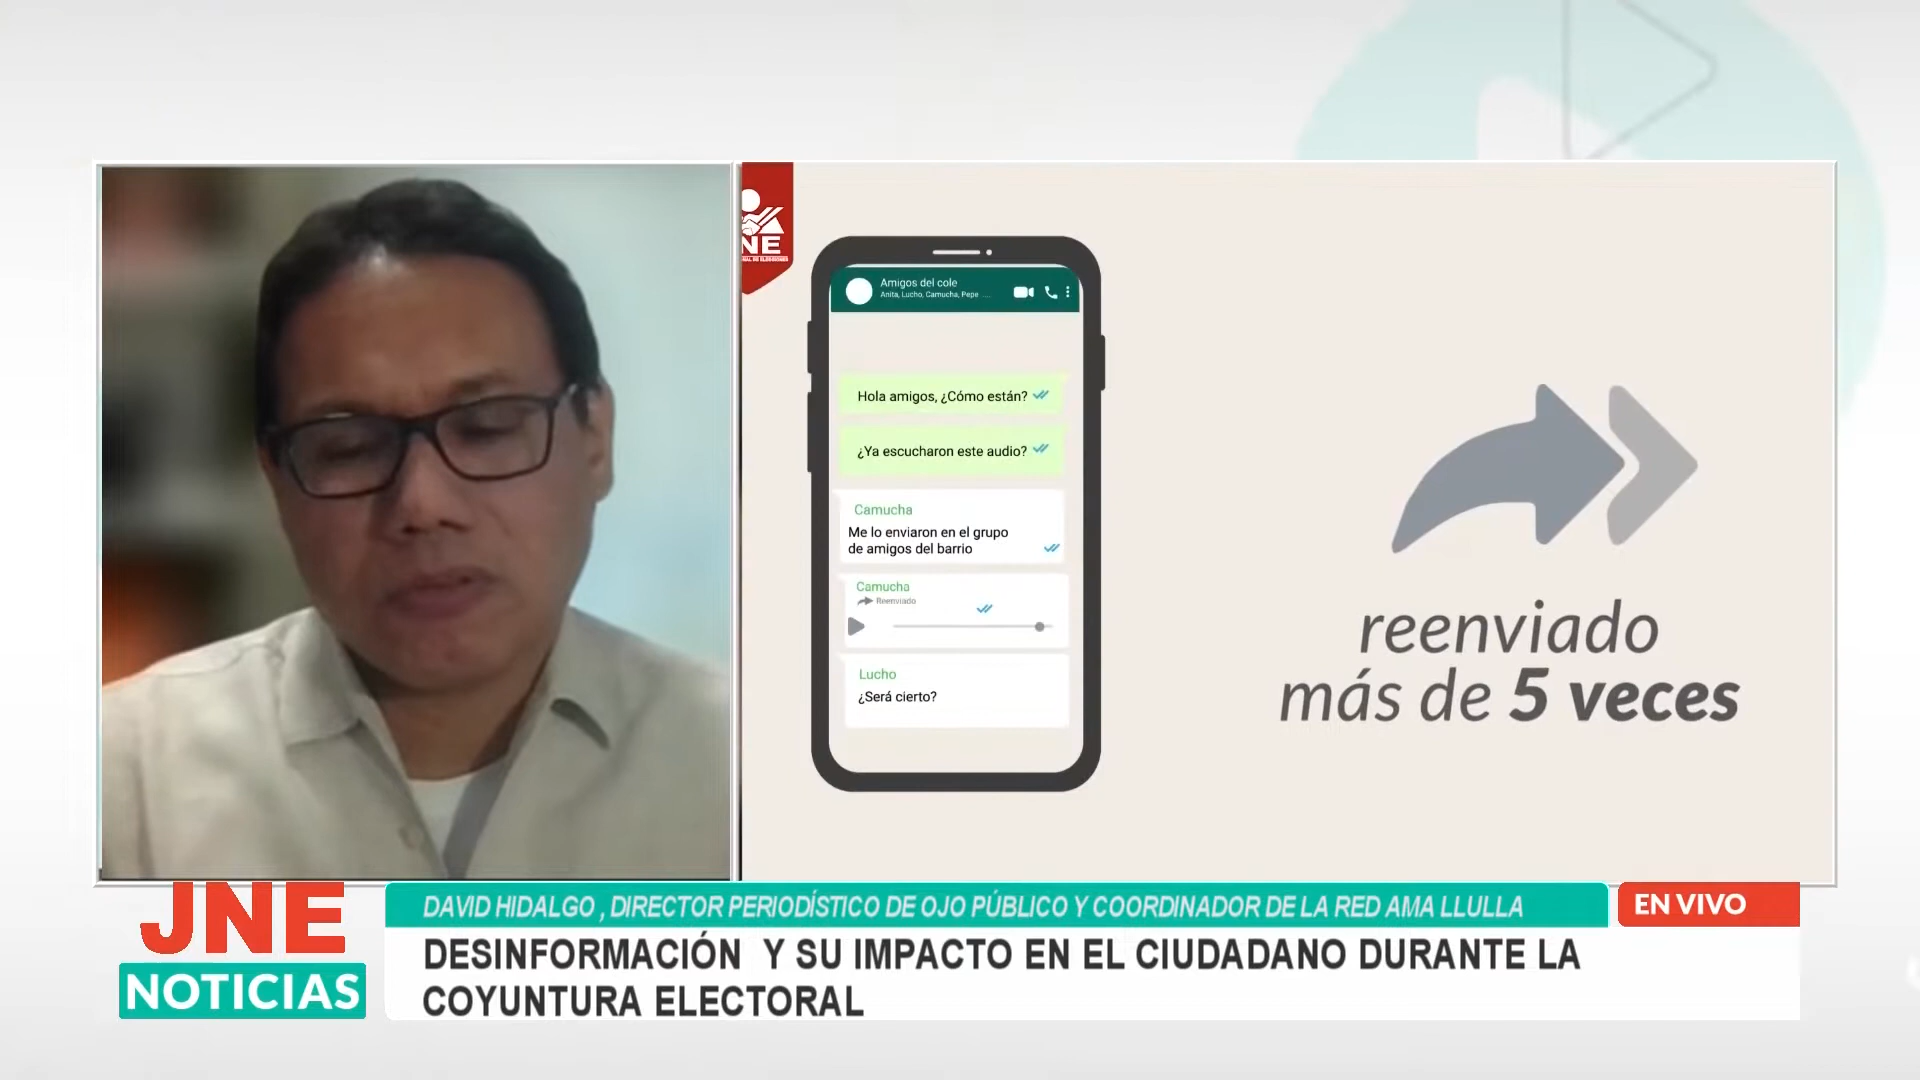 NE
Amigos del cole
Anita, Lucho, Camucha, Pepe ....
Hola amigos, ¿Cómo están?
¿Ya escucharon este audio?
Camucha
Me lo enviaron en el grupo
de amigos del barrio
Camucha
Reenviado
Lucho
¿Será cierto?
reenviado
más de 5 veces
JNE
NOTICIAS
DAVID HIDALGO , DIRECTOR PERIODÍSTICO DE OJO PÚBLICO Y COORDINADOR DE LA RED AMA LLULLA
EN VIVO
DESINFORMACIÓN Y SU IMPACTO EN EL CIUDADANO DURANTE LA
COYUNTURA ELECTORAL